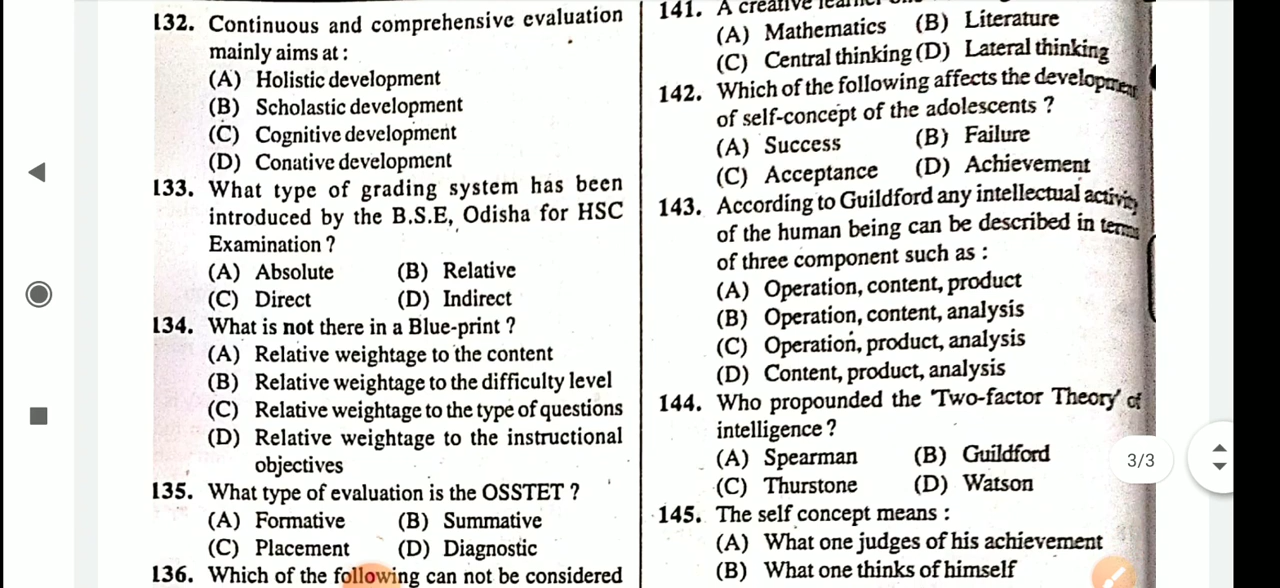 132. Continuous and comprehensive evaluation
mainly aims at :
(A) Holistic development
(B) Scholastic development
(C) Cognitive development
(D) Conative development
133. What type of grading system has been
introduced by the B.S.E, Odisha for HSC
Examination ?
(A) Absolute (B) Relative
(C) Direct (D) Indirect
134. What is not there in a Blue-print ?
(A) Relative weightage to the content
(B) Relative weightage to the difficulty level
(C) Relative weightage to the type of questions
(D) Relative weightage to the instructional
objectives
135. What type of evaluation is the OSSTET ?
(A) Formative (B) Summative
(C) Placement (D) Diagnostic
136. Which of the following can not be considered
141. A creative
(A) Mathematics (B) Literature
(C) Central thinking (D) Lateral thinking
142. Which of the following affects the development
of self-concept of the adolescents ?
(A) Success (B) Failure
(C) Acceptance (D) Achievement
143. According to Guildford any intellectual activity
of the human being can be described in terms
of three component such as :
(A) Operation, content, product
(B) Operation, content, analysis
(C) Operation, product, analysis
(D) Content, product, analysis
144. Who propounded the 'Two-factor Theory' of
intelligence ?
(A) Spearman (B) Guildford
(C) Thurstone (D) Watson
145. The self concept means :
(A) What one judges of his achievement
(B) What one thinks of himself
3/3